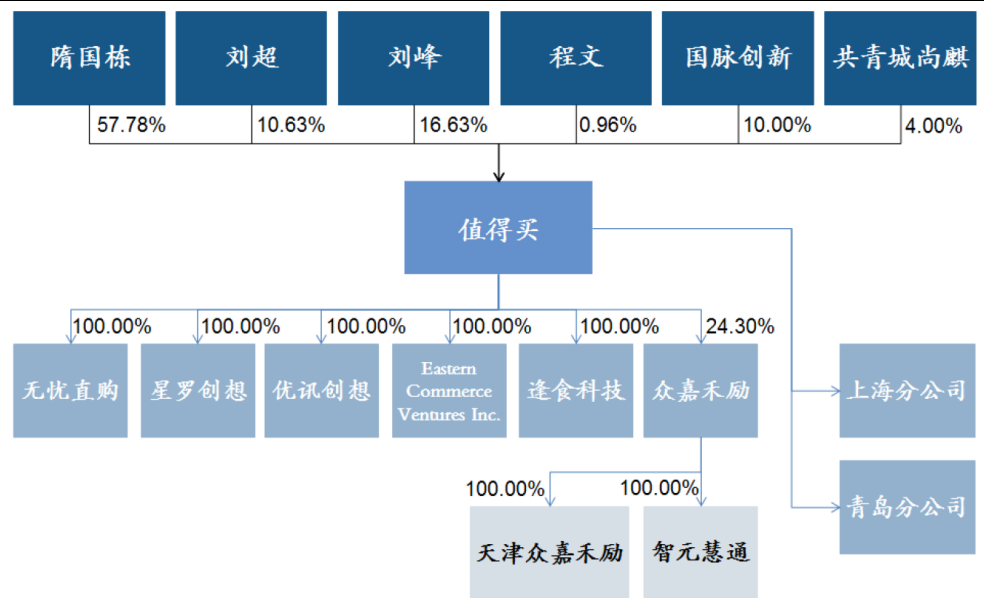 隋国栋
刘超
刘峰
程文
国脉创新
共青城尚麒
57.78%
10.63%
16.63%
0.96%
10.00%
4.00%
值得买
100.00%
100.00%
100.00%
100.00%
100.00%
24.30%
无忧直购
星罗创想
优讯创想
Eastern
Commerce
Ventures Inc.
逢食科技
众嘉禾励
上海分公司
100.00%
100.00%
青岛分公司
天津众嘉禾励
智元慧通